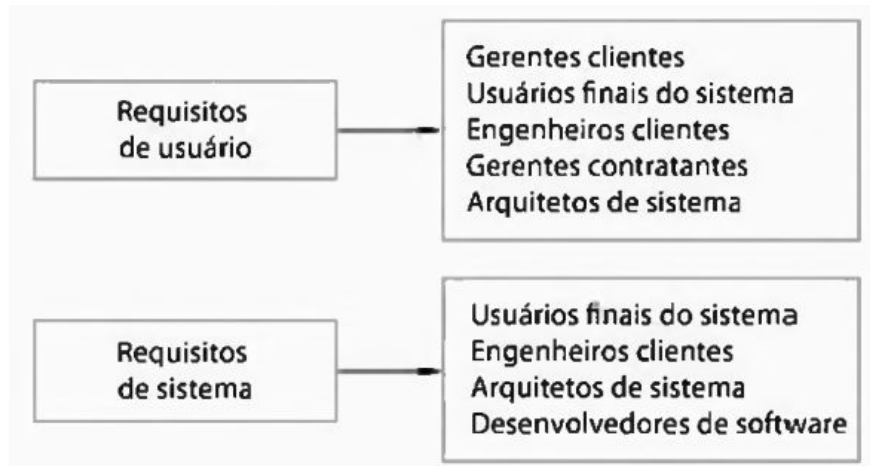 Requisitos
de usuário
Gerentes clientes
Usuários finais do sistema
Engenheiros clientes
Gerentes contratantes
Arquitetos de sistema
Requisitos
de sistema
Usuários finais do sistema
Engenheiros clientes
Arquitetos de sistema
Desenvolvedores de software